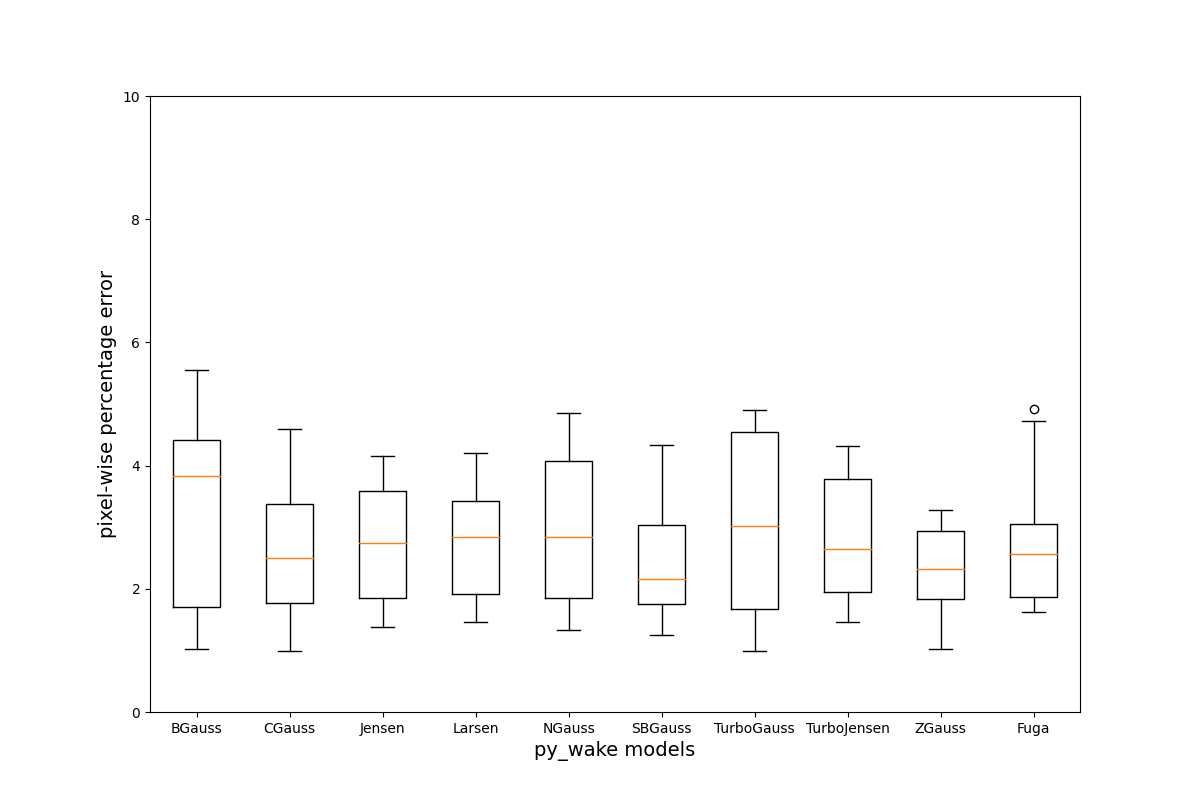 pixel-wise percentage error
10
8
6
4
2
0
BGauss CGauss Jensen Larsen NGauss SBGauss TurboGauss TurboJensen ZGauss Fuga
py_wake models